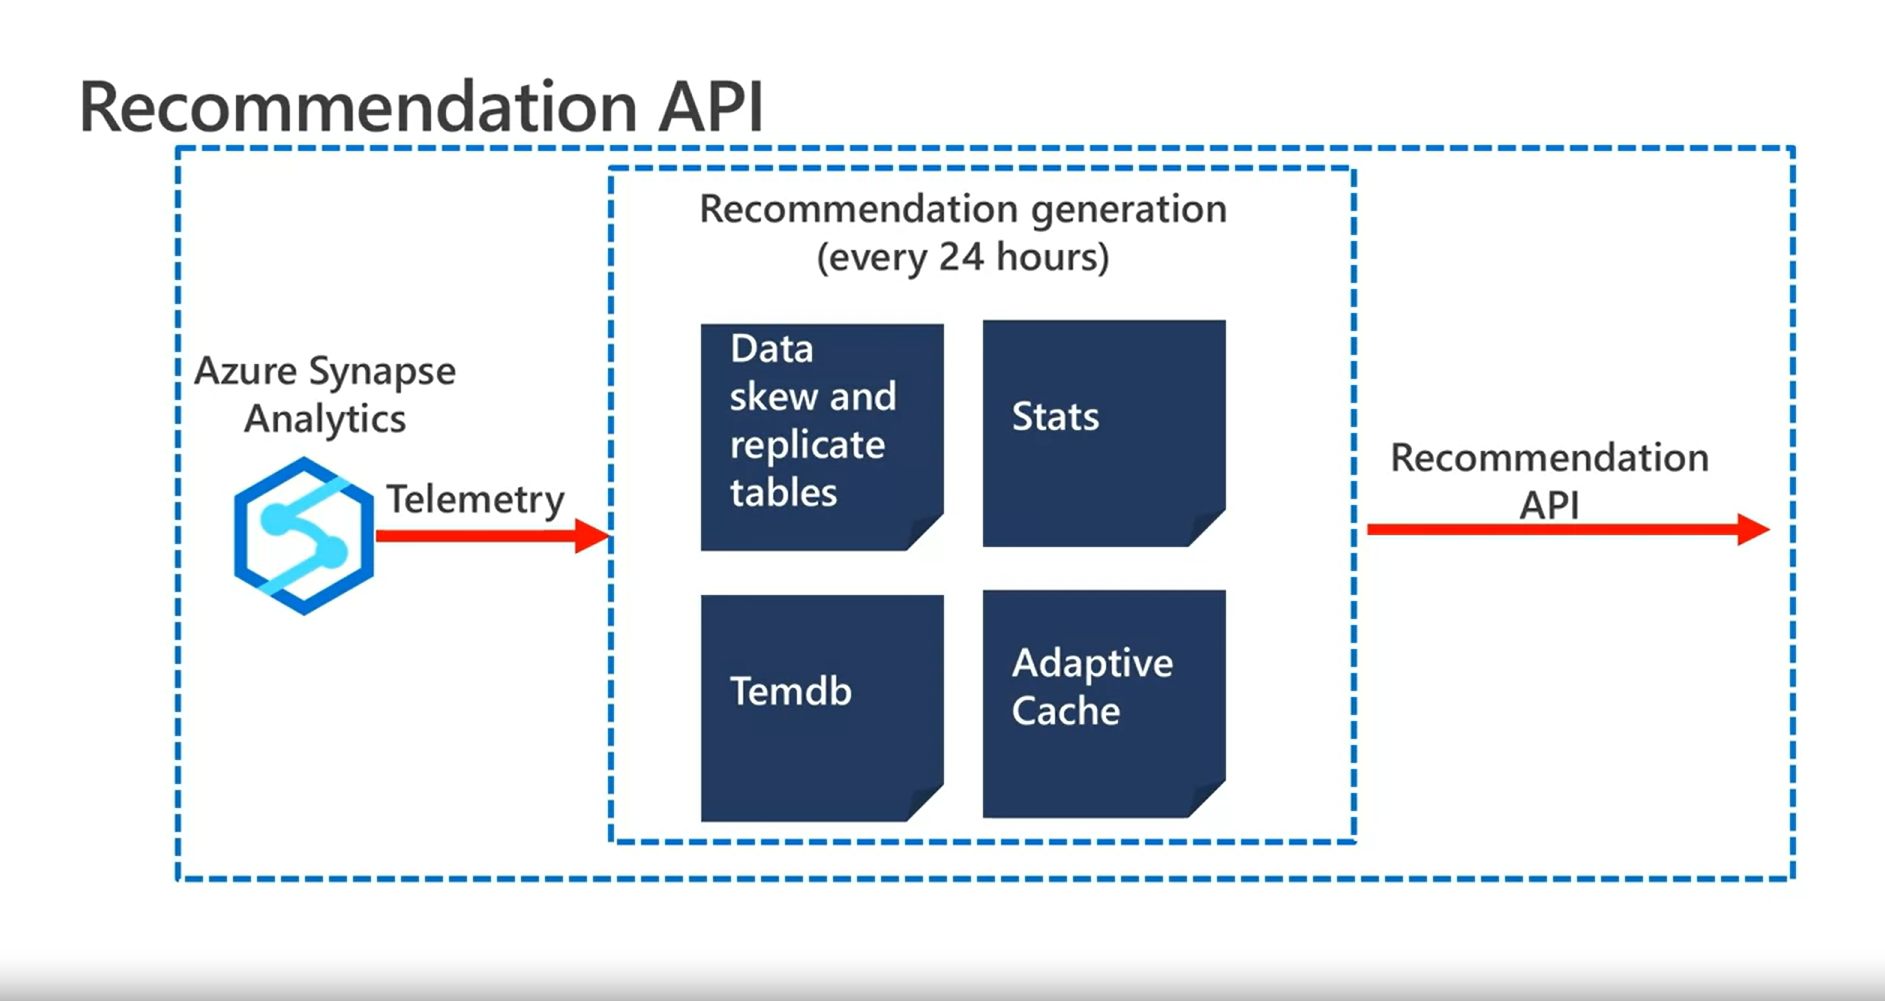 Recommendation API
Recommendation generation
(every 24 hours)
Azure Synapse
Analytics
Telemetry
Data
skew and
replicate
tables
Stats
Temdb
Adaptive
Cache
Recommendation
API